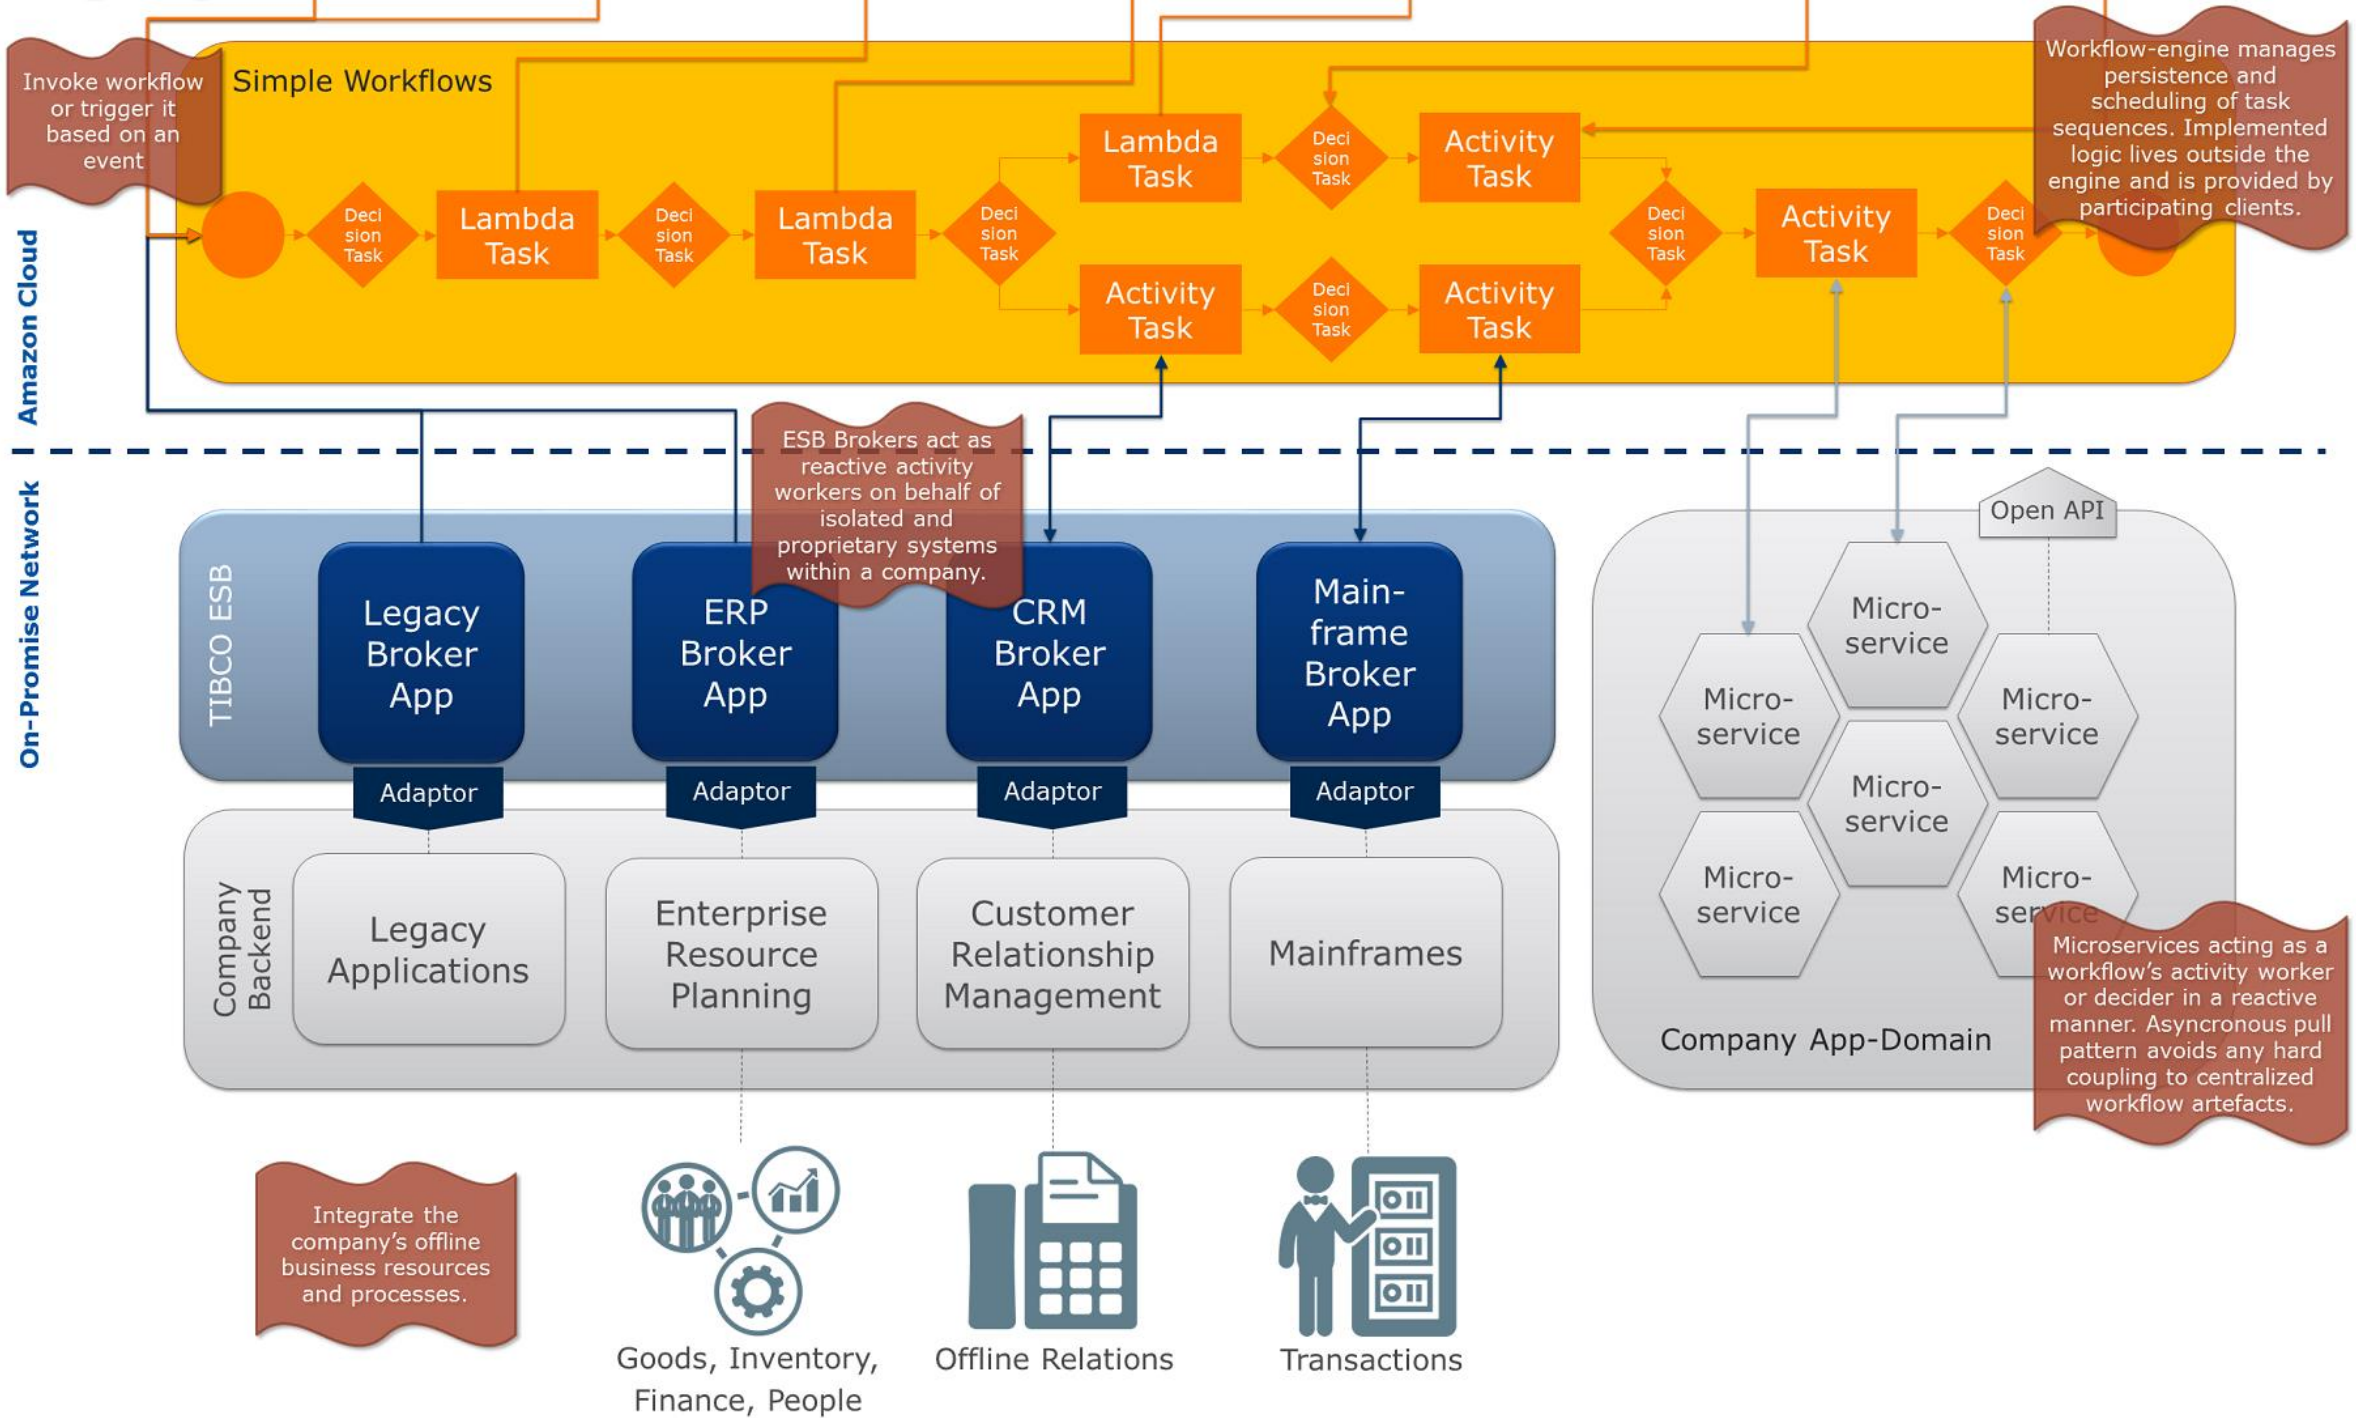 Invoke workflow
or trigger it
based on an
event
Simple Workflows
Workflow-engine manages
persistence and
scheduling of task
sequences. Implemented
logic lives outside the
engine and is provided by
participating clients.
Deci
sion
Task
Lambda
Task
Deci
sion
Task
Lambda
Task
Deci
sion
Task
Lambda
Task
Deci
sion
Task
Activity
Task
Activity
Task
Deci
sion
Task
Activity
Task
Deci
sion
Task
Activity
Task
Deci
sion
Task
Amazon Cloud
On-Promise Network
ESB Brokers act as
reactive activity
workers on behalf of
isolated and
proprietary systems
within a company.
TIBCO ESB
Legacy
Broker
App
ERP
Broker
App
CRM
Broker
App
Main-
frame
Broker
App
Adaptor
Adaptor
Adaptor
Adaptor
Company
Backend
Legacy
Applications
Enterprise
Resource
Planning
Customer
Relationship
Management
Mainframes
Open API
Micro-
service
Micro-
service
Micro-
service
Micro-
service
Micro-
service
Micro-
service
Company App-Domain
Microservices acting as a
workflow’s activity worker
or decider in a reactive
manner. Asyncronous pull
pattern avoids any hard
coupling to centralized
workflow artefacts.
Integrate the
company’s offline
business resources
and processes.
Goods, Inventory,
Finance, People
Offline Relations
Transactions